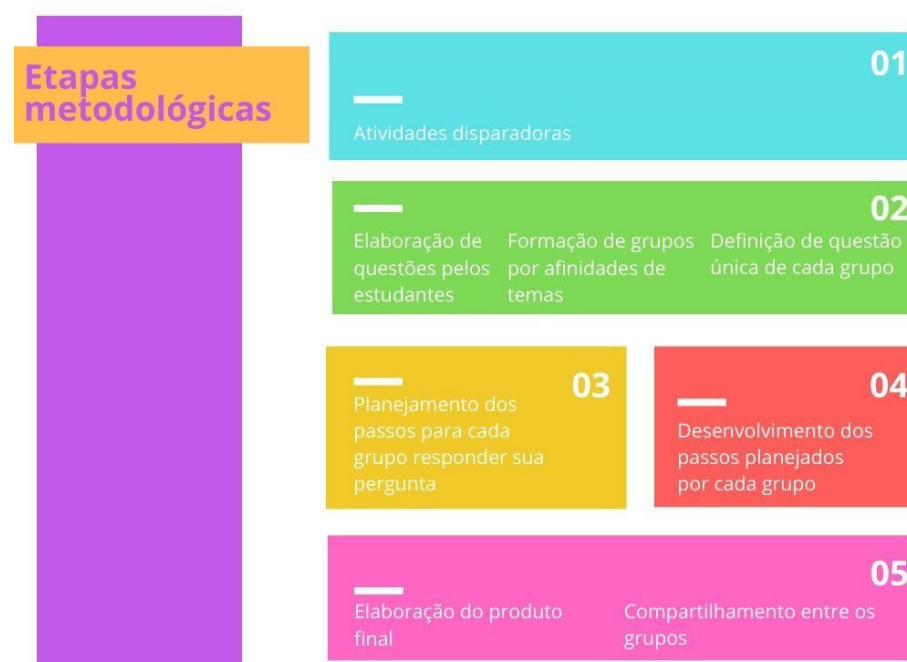 Etapas
metodológicas
01
Atividades disparadoras
02
Elaboração de
questões pelos
estudantes
Formação de grupos
por afinidades de
temas
Definição de questão
única de cada grupo
03
Planejamento dos
passos para cada
grupo responder sua
pergunta
04
Desenvolvimento dos
passos planejados
por cada grupo
05
Elaboração do produto
final
Compartilhamento entre os
grupos